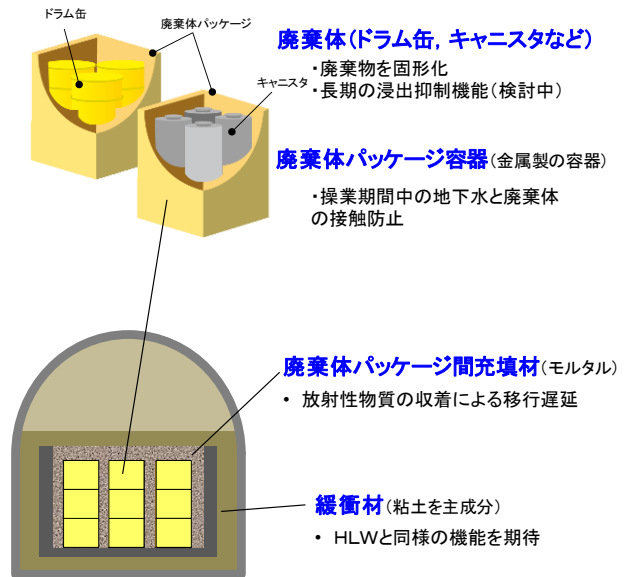 ドラム缶
廃棄体パッケージ
キャニスタ
廃棄体(ドラム缶, キャニスタなど)
・廃棄物を固形化
・長期の浸出抑制機能(検討中)
廃棄体パッケージ容器(金属製の容器)
・操業期間中の地下水と廃棄体
の接触防止
廃棄体パッケージ間充填材(モルタル)
• 放射性物質の収着による移行遅延
緩衝材(粘土を主成分)
• HLWと同様の機能を期待